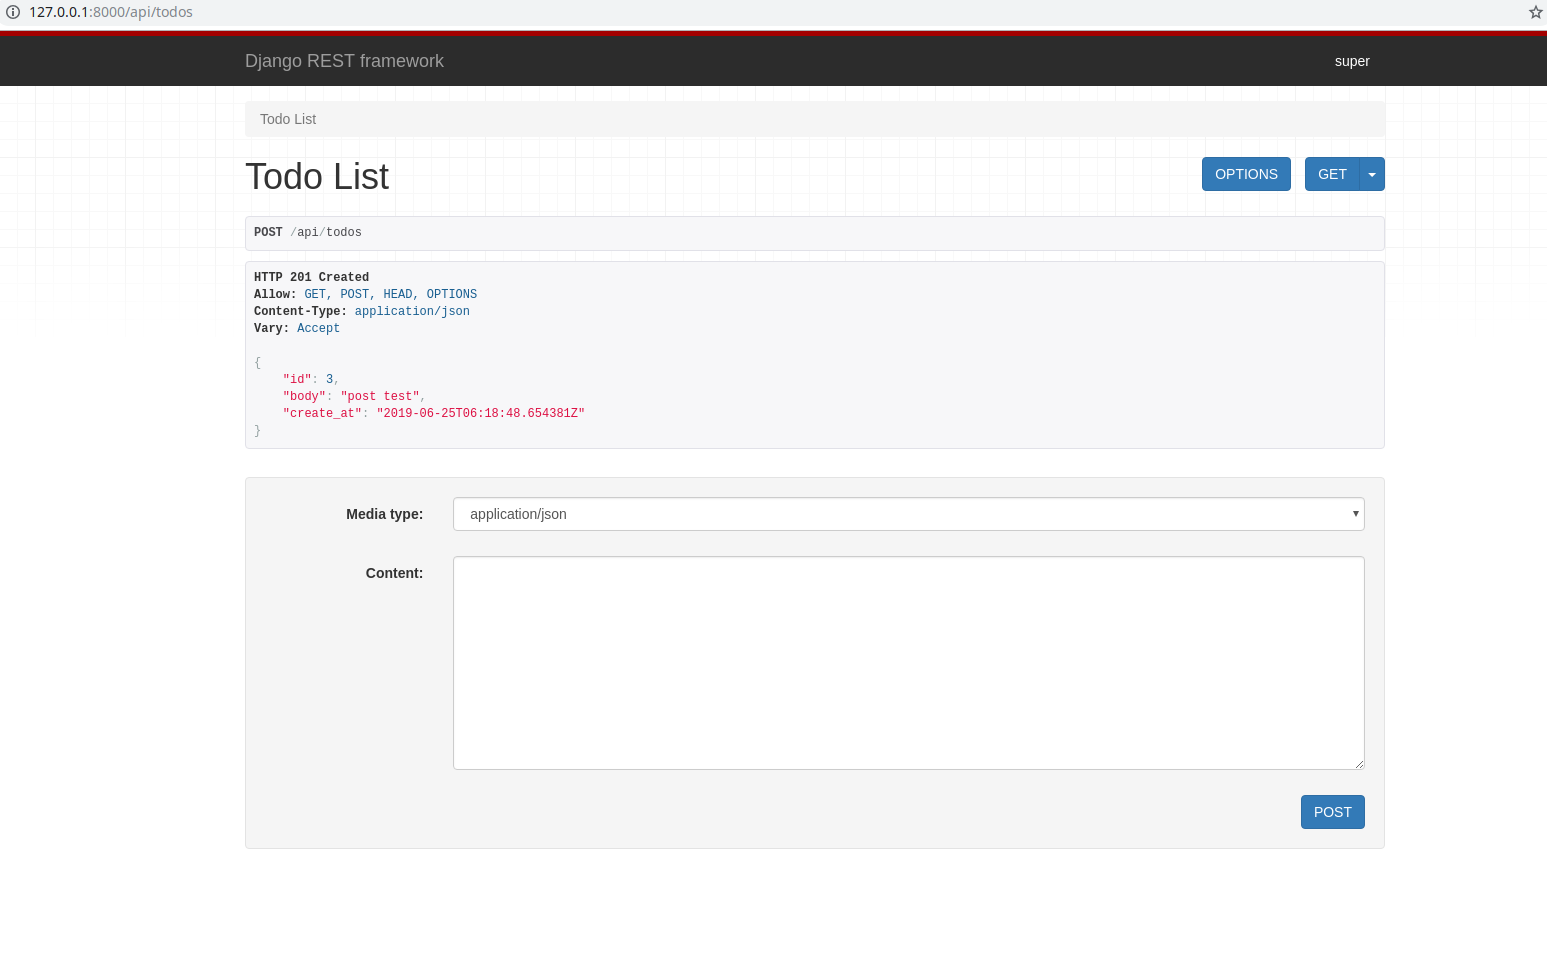 127.0.0.1:8000/api/todos
Django REST framework
super
Todo List
Todo List
OPTIONS
GET
POST /api/todos
HTTP 201 Created
Allow: GET, POST, HEAD, OPTIONS
Content-Type: application/json
Vary: Accept
{
    "id": 3,
    "body": "post test",
    "create_at": "2019-06-25T06:18:48.654381Z"
}
Media type:
application/json
Content:
POST